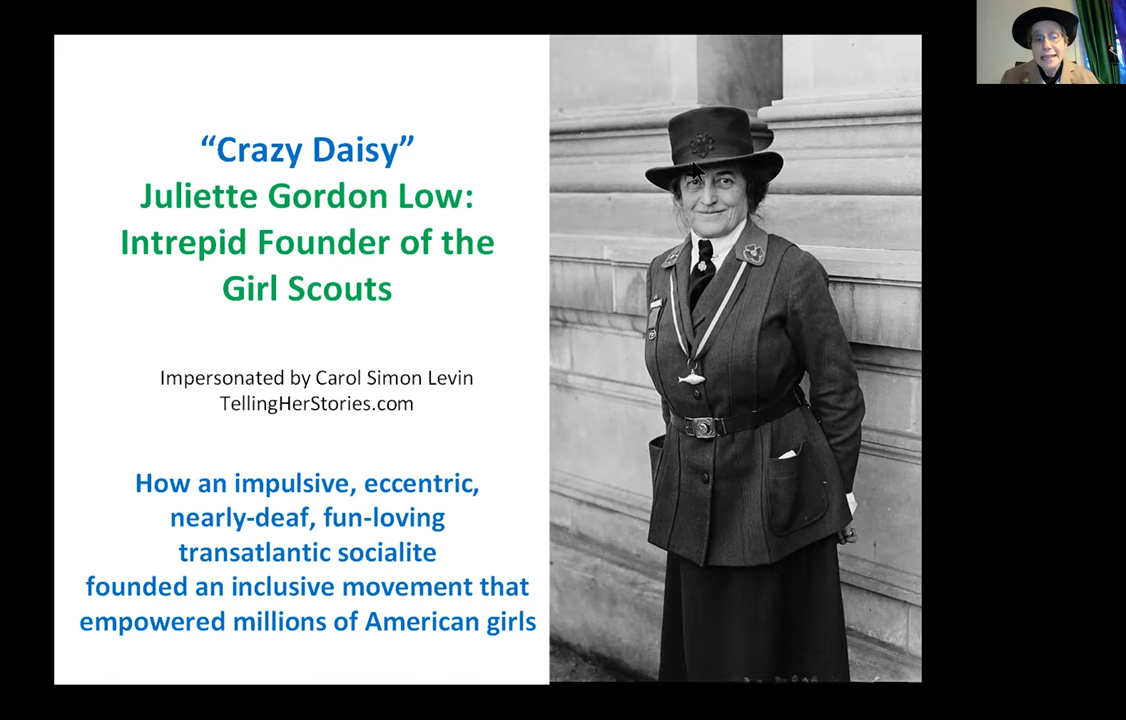 “Crazy Daisy”
Juliette Gordon Low:
Intrepid Founder of the
Girl Scouts
Impersonated by Carol Simon Levin
TellingHerStories.com
How an impulsive, eccentric,
nearly-deaf, fun-loving
transatlantic socialite
founded an inclusive movement that
empowered millions of American girls